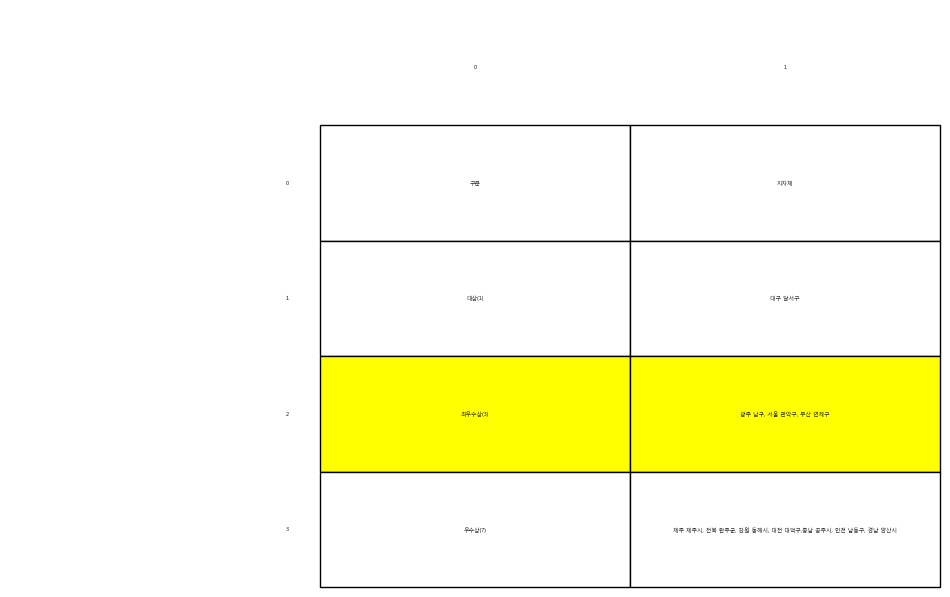 0 1
0 구분 지자체
1 대상(1) 대구 달서구
2 최우수상(3) 광주 남구, 서울 관악구, 부산 연제구
3 우수상(7) 제주 제주시, 전북 완주군, 강원 동해시, 대전 대덕구,충남 공주시, 인천 남동구, 경남 양산시